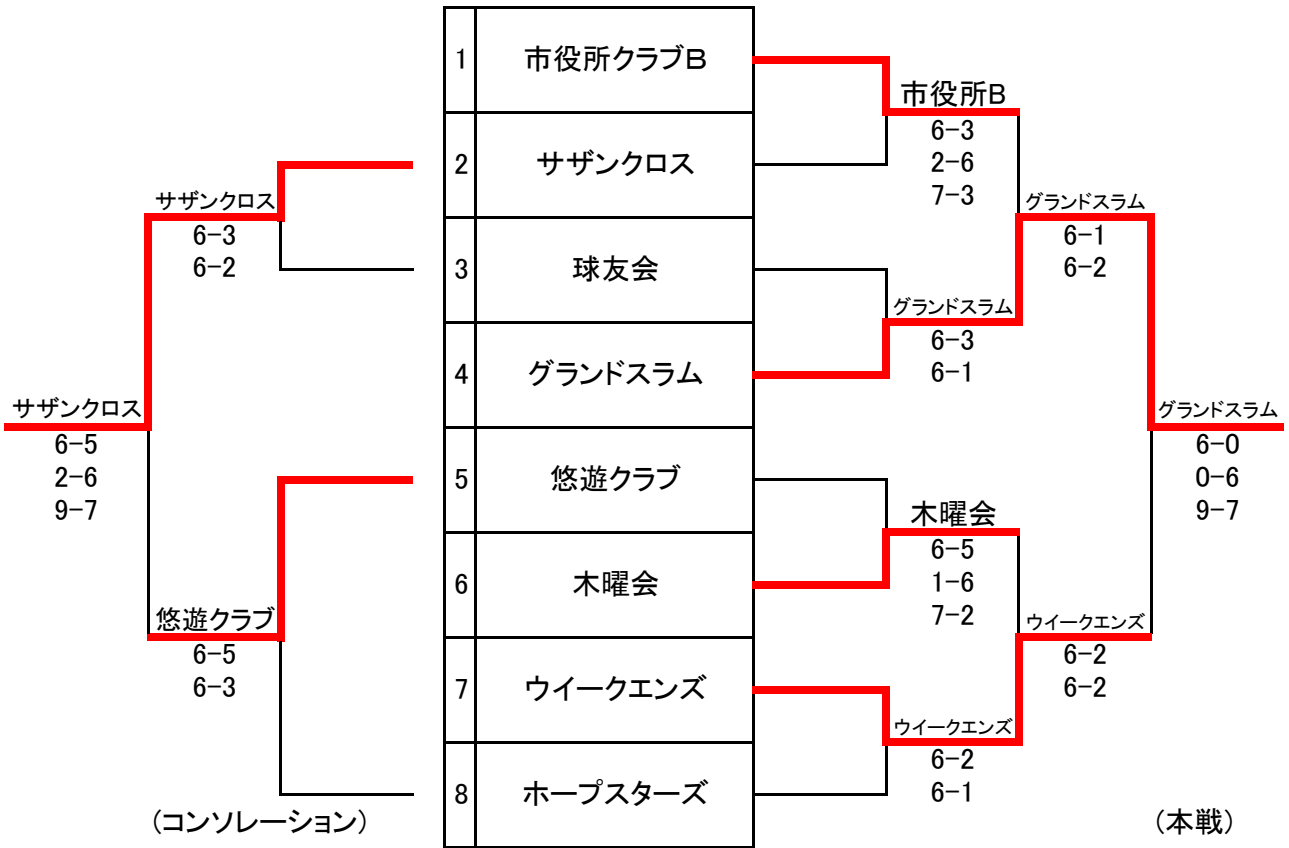 1 市役所クラブB
2 サザンクロス
3 球友会
4 グランドスラム
5 悠遊クラブ
6 木曜会
7 ウイークエンズ
8 ホープスターズ
サザンクロス
6-3
6-2
サザンクロス
6-5
2-6
9-7
悠遊クラブ
6-5
6-3
(コンソレーション)
市役所B
6-3
2-6
7-3
グランドスラム
6-3
6-1
グランドスラム
6-1
6-2
木曜会
6-5
1-6
7-2
ウイークエンズ
6-2
6-1
ウイークエンズ
6-2
6-2
グランドスラム
6-0
0-6
9-7
(本戦)